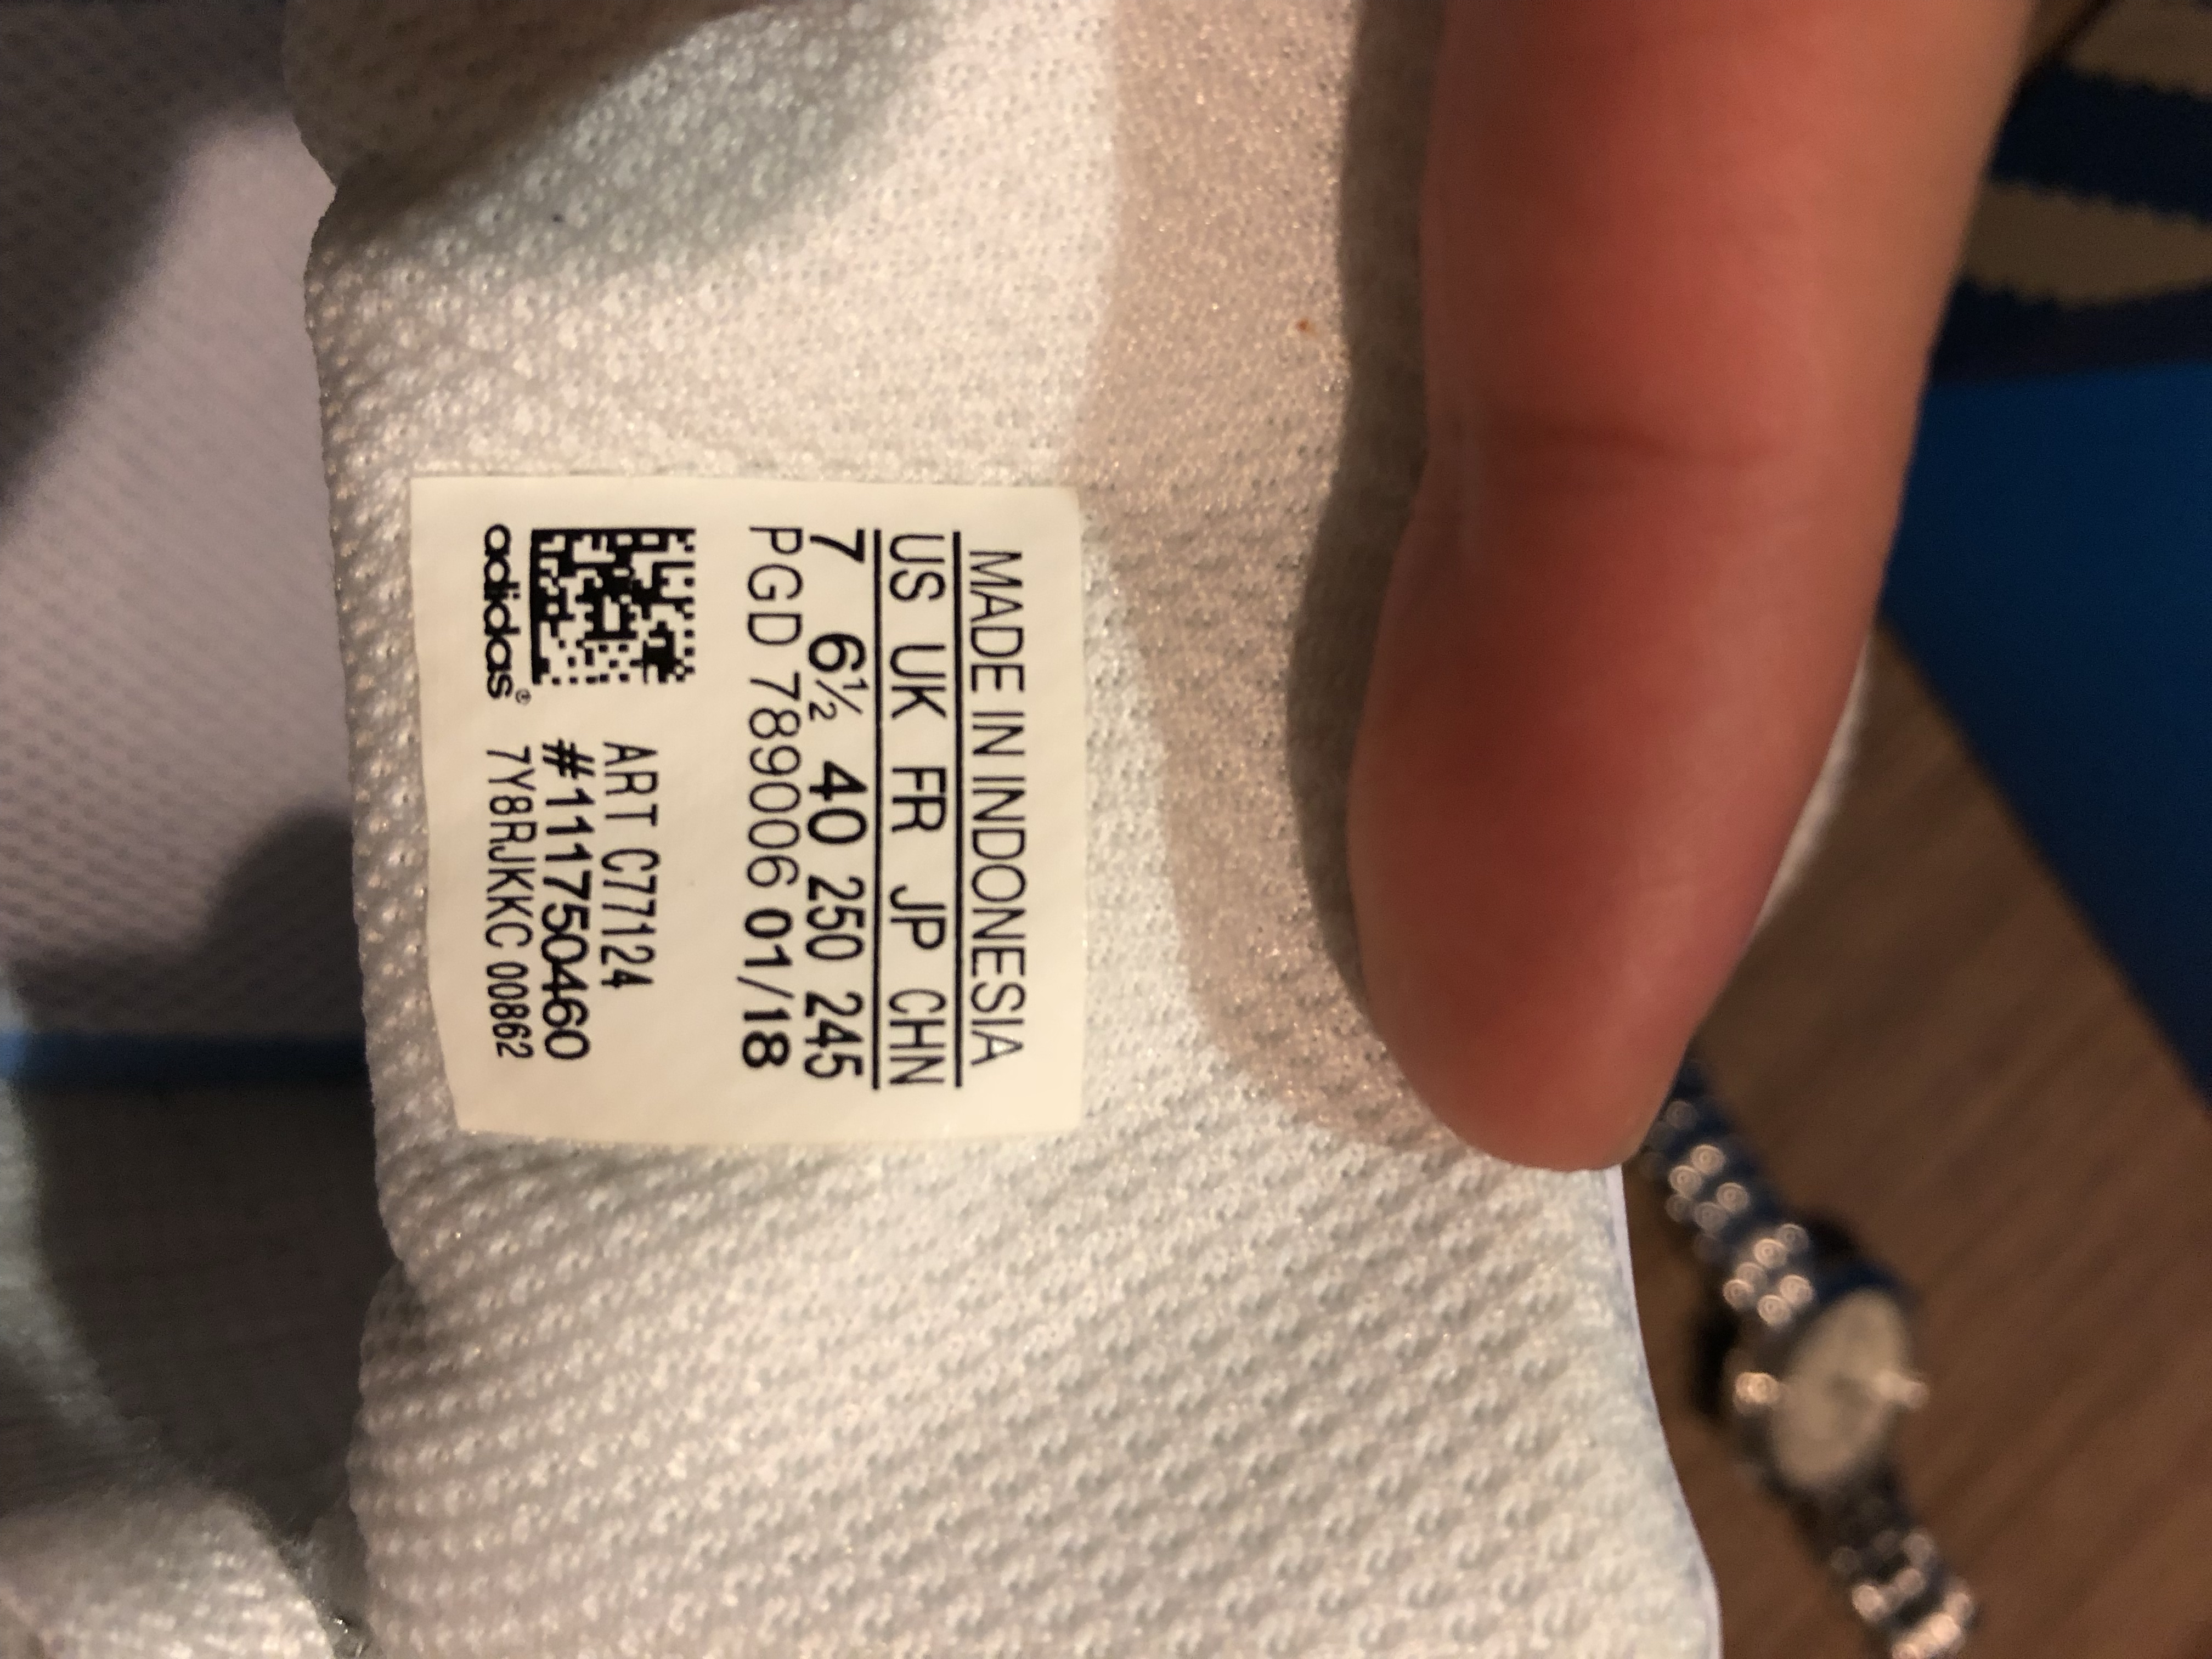 MADE IN INDONESIA
US UK FR JP CHN
7 6½ 40 250 245
PGD 789006 01/18
ART C77124
#111750460
adidas® 7Y8RJKKC 00862